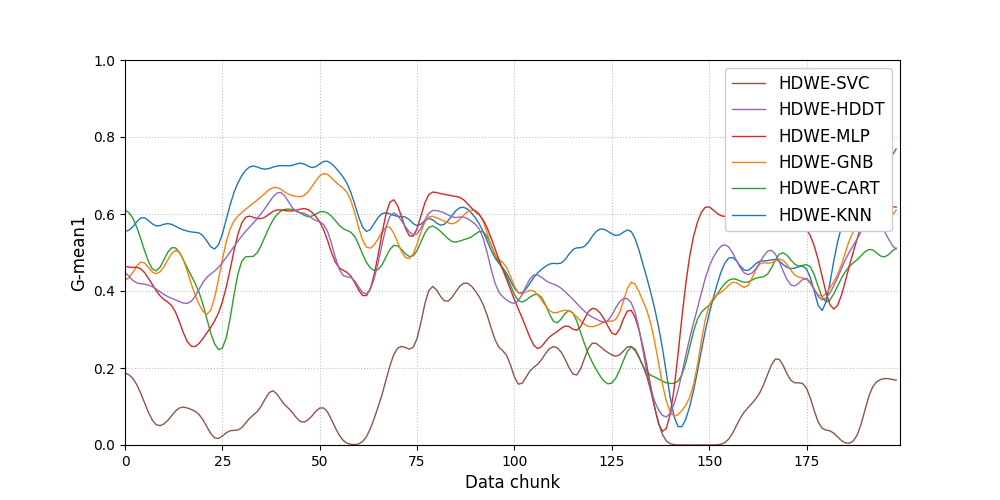 1.0
0.8
0.6
0.4
0.2
0.0
G-mean1
HDWE-SVC
HDWE-HDDT
HDWE-MLP
HDWE-GNB
HDWE-CART
HDWE-KNN
0 25 50 75 100 125 150 175
Data chunk